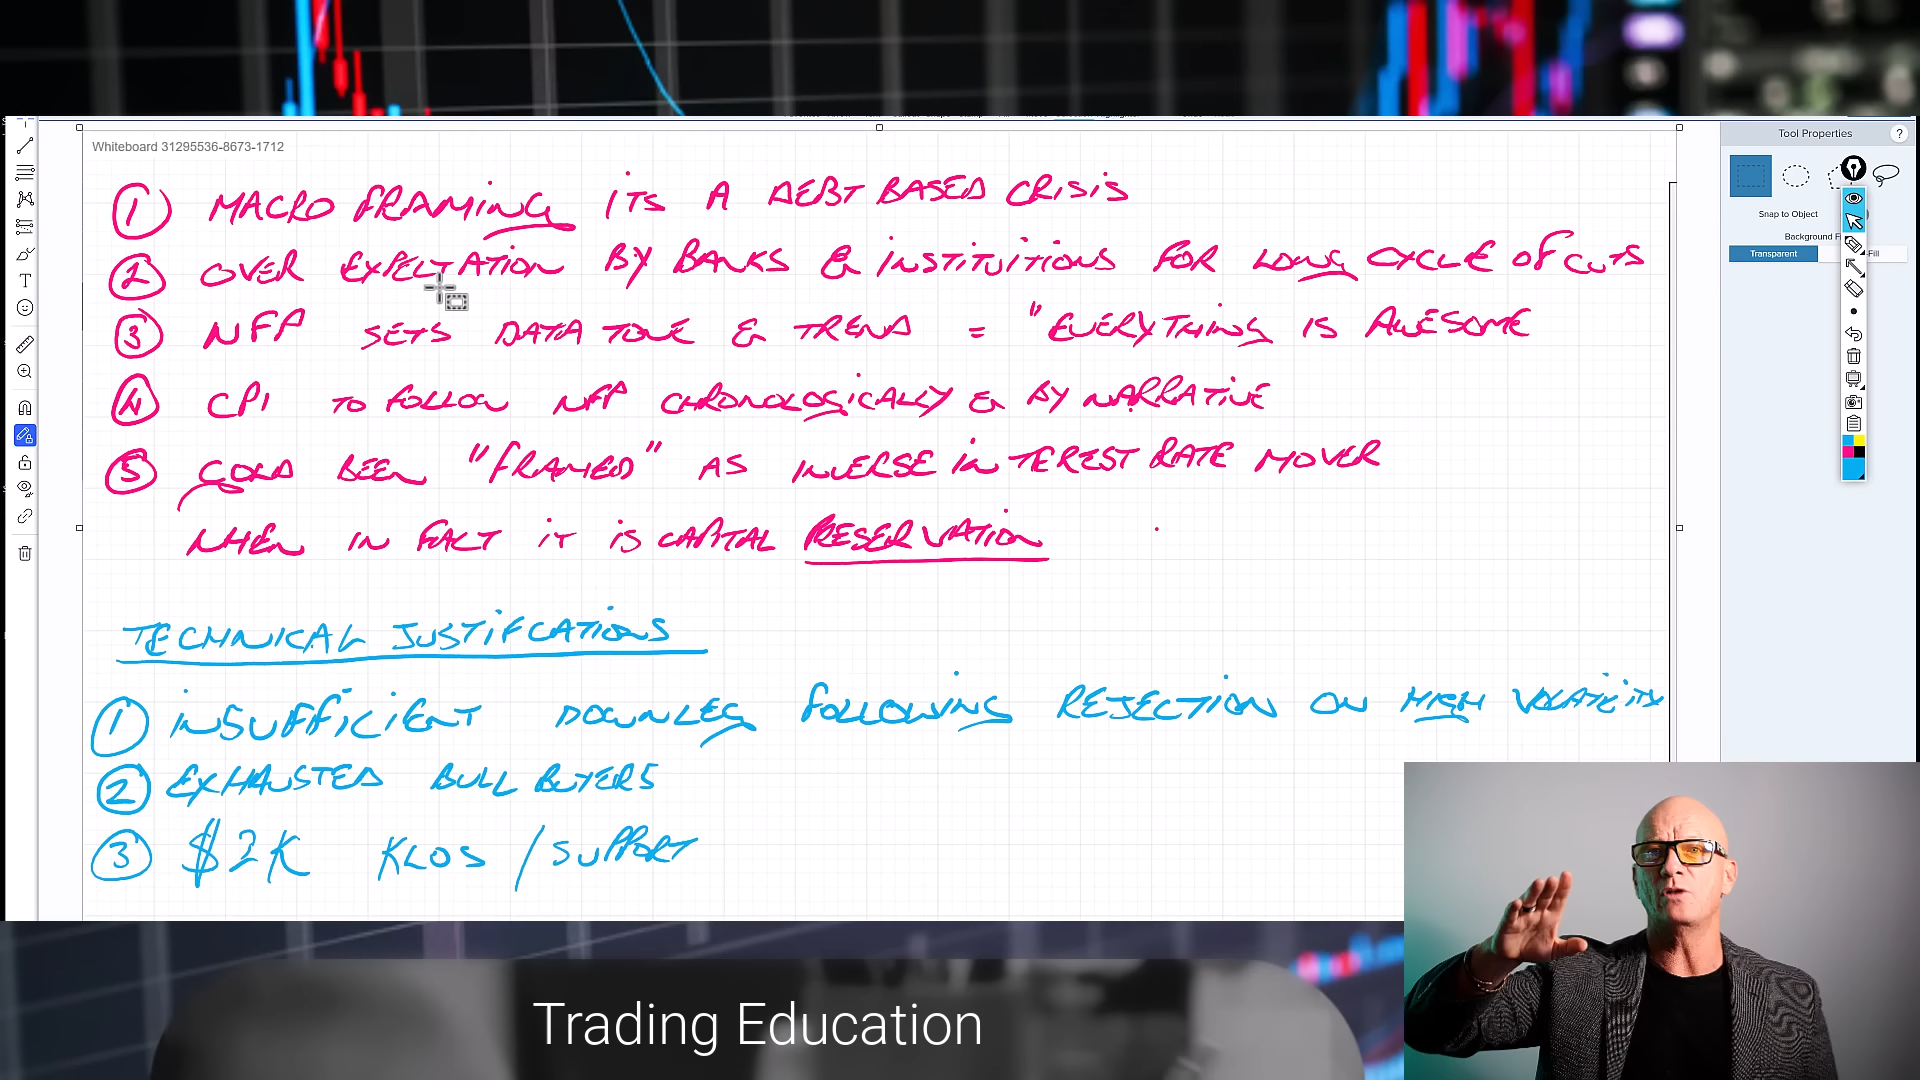 Whiteboard 31295536-8673-1712
Tool Properties
?
Snap to Object
Background F
Transparent
Fill
1 MACRO FRAMING ITS A DEBT BASED CRISIS
2 OVER EXPECTATION BY BANKS & INSTITUITIONS FOR LONG CYCLE OF CUTS
3 NFP SETS DATA TONE & TREND = "EVERYTHING IS AWESOME
4 CPI TO FOLLOW NFP CHRONOLOGICALLY & BY NARRATIVE
5 GOLD BEEN "FRAMED" AS INVERSE INTEREST RATE MOVER
WHEN IN FACT IT IS CAPITAL PRESERVATION
TECHNICAL JUSTIFCATIONS
1 INSUFFICIENT DOWNLEG FOLLOWING REJECTION ON HIGH VOLATILITY
2 EXHAUSTED BULL BUYERS
3 $2K KLOS / SUPPORT
Trading Education